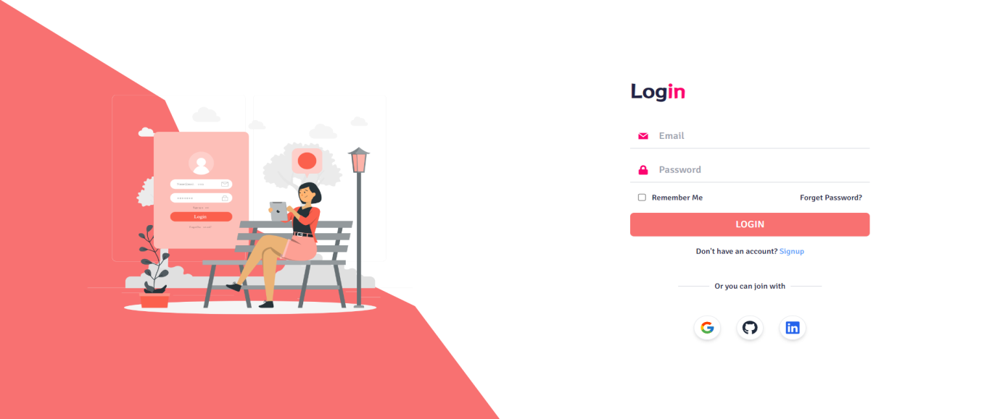 Login
Email
Password
Remember Me Forget Password?
LOGIN
Don't have an account? Signup
Or you can join with
in
Login